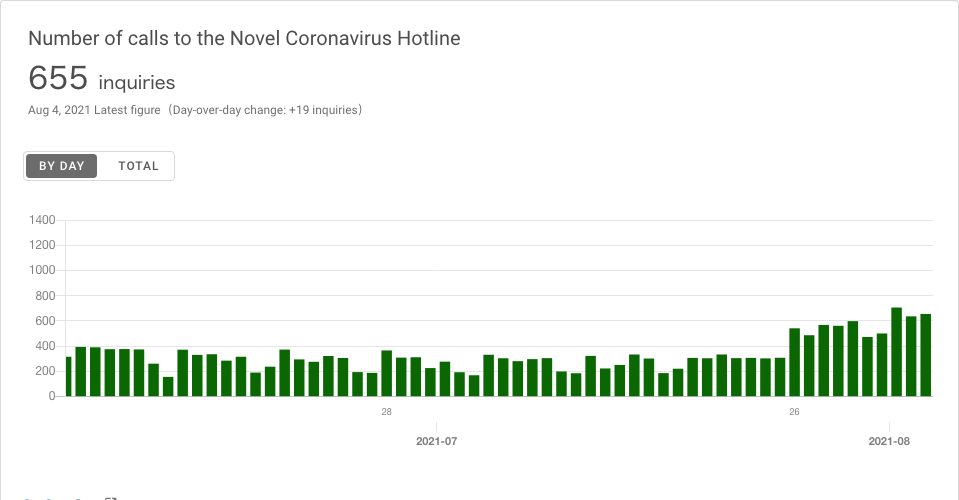 Number of calls to the Novel Coronavirus Hotline
655 inquiries
Aug 4, 2021 Latest figure (Day-over-day change: +19 inquiries)
BY DAY TOTAL
1400
1200
1000
800
600
400
200
0
28 26
2021-07 2021-08